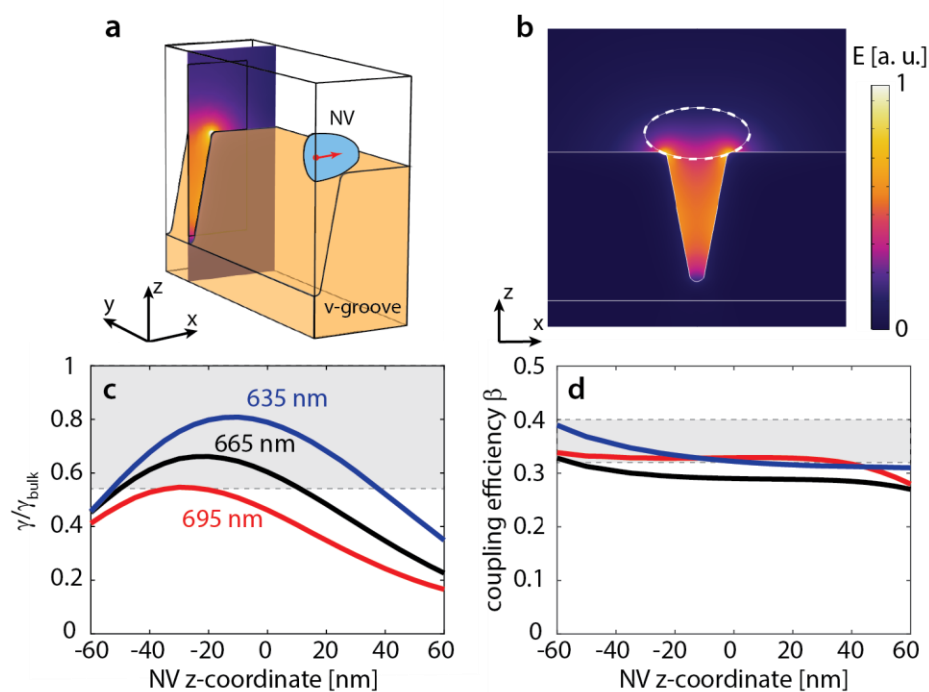 a
NV
v-groove
z
y
x
b
E [a. u.]
1
0
z
x
c
635 nm
665 nm
695 nm
1
0.8
0.6
0.4
0.2
0
γ/γbulk
-60 -40 -20 0 20 40 60
NV z-coordinate [nm]
d
0.5
0.4
0.3
0.2
0.1
0
coupling efficiency β
-60 -40 -20 0 20 40 60
NV z-coordinate [nm]